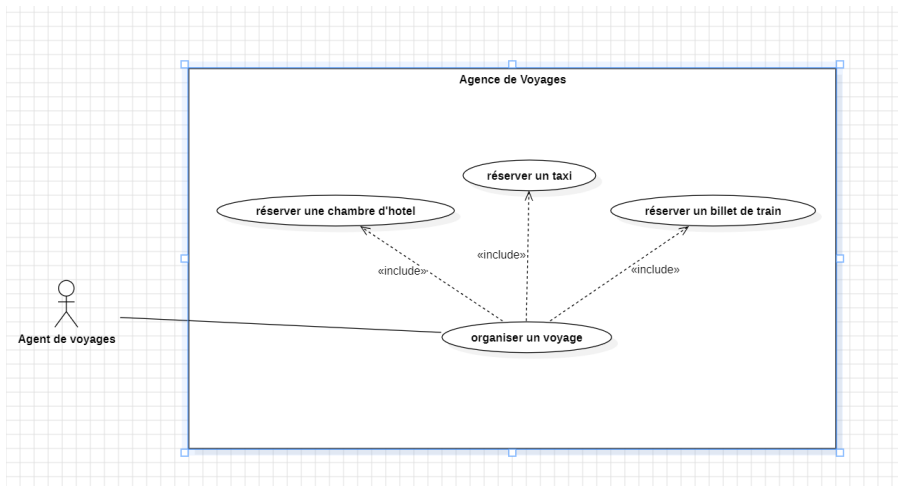 Agence de Voyages
réserver un taxi
réserver une chambre d'hotel
réserver un billet de train
«include»
«include»
«include»
Agent de voyages
organiser un voyage